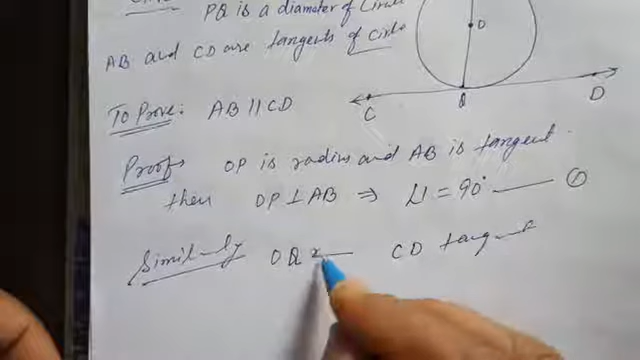 PQ is a diameter of Circle
O
AB and CD are tangents of circle
To Prove: AB || CD
C Q D
Proof OP is radius and AB is tangent.
then OP ⊥ AB ⇒ ∠1 = 90° —— ①
Similarly OQ r—— CD tangent